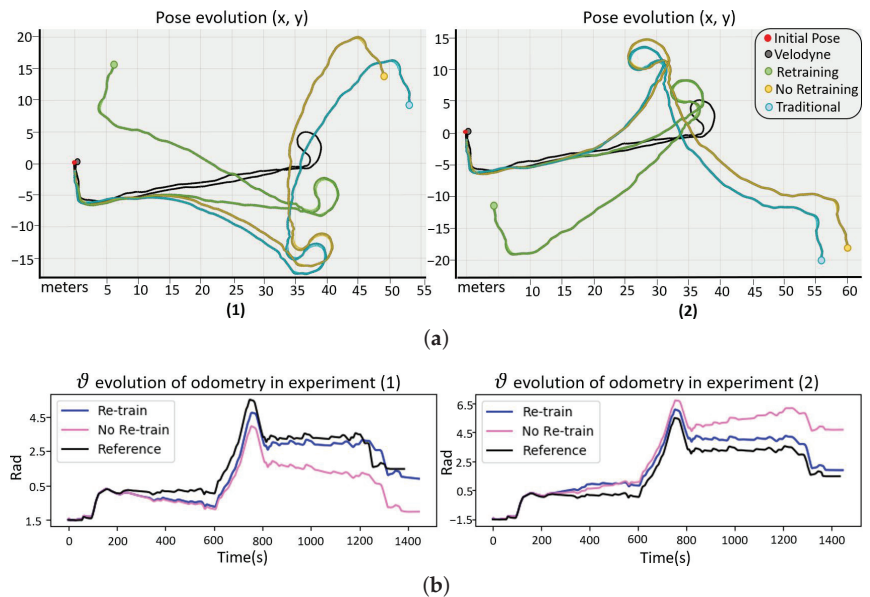 Pose evolution (x, y)
20
15
10
5
0
−5
−10
−15
meters
5
10
15
20
25
30
35
40
45
50
55
(1)
Pose evolution (x, y)
15
10
5
0
−5
−10
−15
−20
10
15
20
25
30
35
40
45
50
60
(2)
Initial Pose
Velodyne
Retraining
No Retraining
Traditional
(a)
ϑ evolution of odometry in experiment (1)
Re-train
No Re-train
Reference
Rad
4.5
2.5
0.5
1.5
0
200
400
600
800
1000
1200
1400
Time(s)
ϑ evolution of odometry in experiment (2)
Re-train
No Re-train
Reference
Rad
6.5
4.5
2.5
0.5
−1.5
0
200
400
600
800
1000
1200
1400
Time(s)
(b)